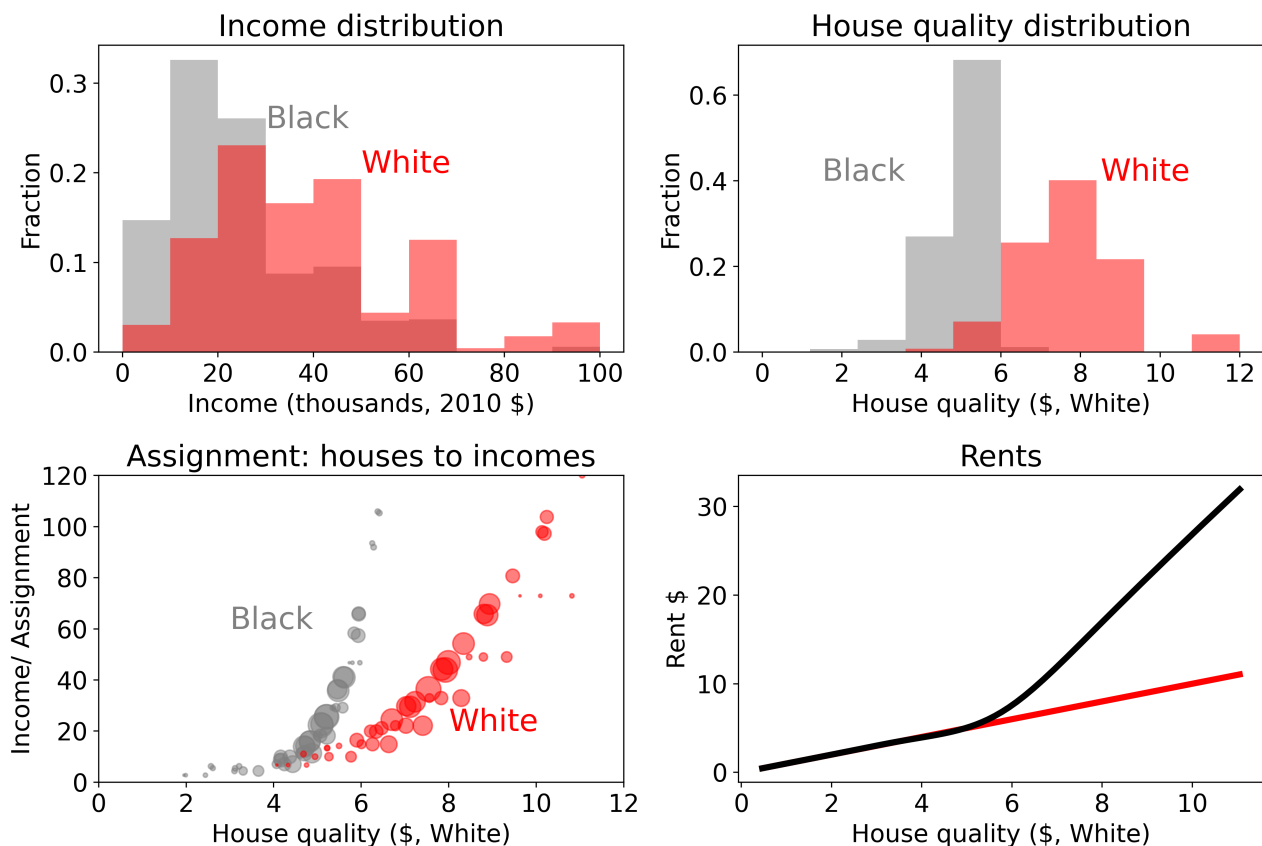 Income distribution
0.3
0.2
0.1
0.0
Fraction
Black
White
0 20 40 60 80 100
Income (thousands, 2010 $)
House quality distribution
0.6
0.4
0.2
0.0
Fraction
Black
White
0 2 4 6 8 10 12
House quality ($, White)
Assignment: houses to incomes
120
100
80
60
40
20
0
Income/ Assignment
Black
White
0 2 4 6 8 10 12
House quality ($, White)
Rents
30
20
10
0
Rent $
0 2 4 6 8 10
House quality ($, White)